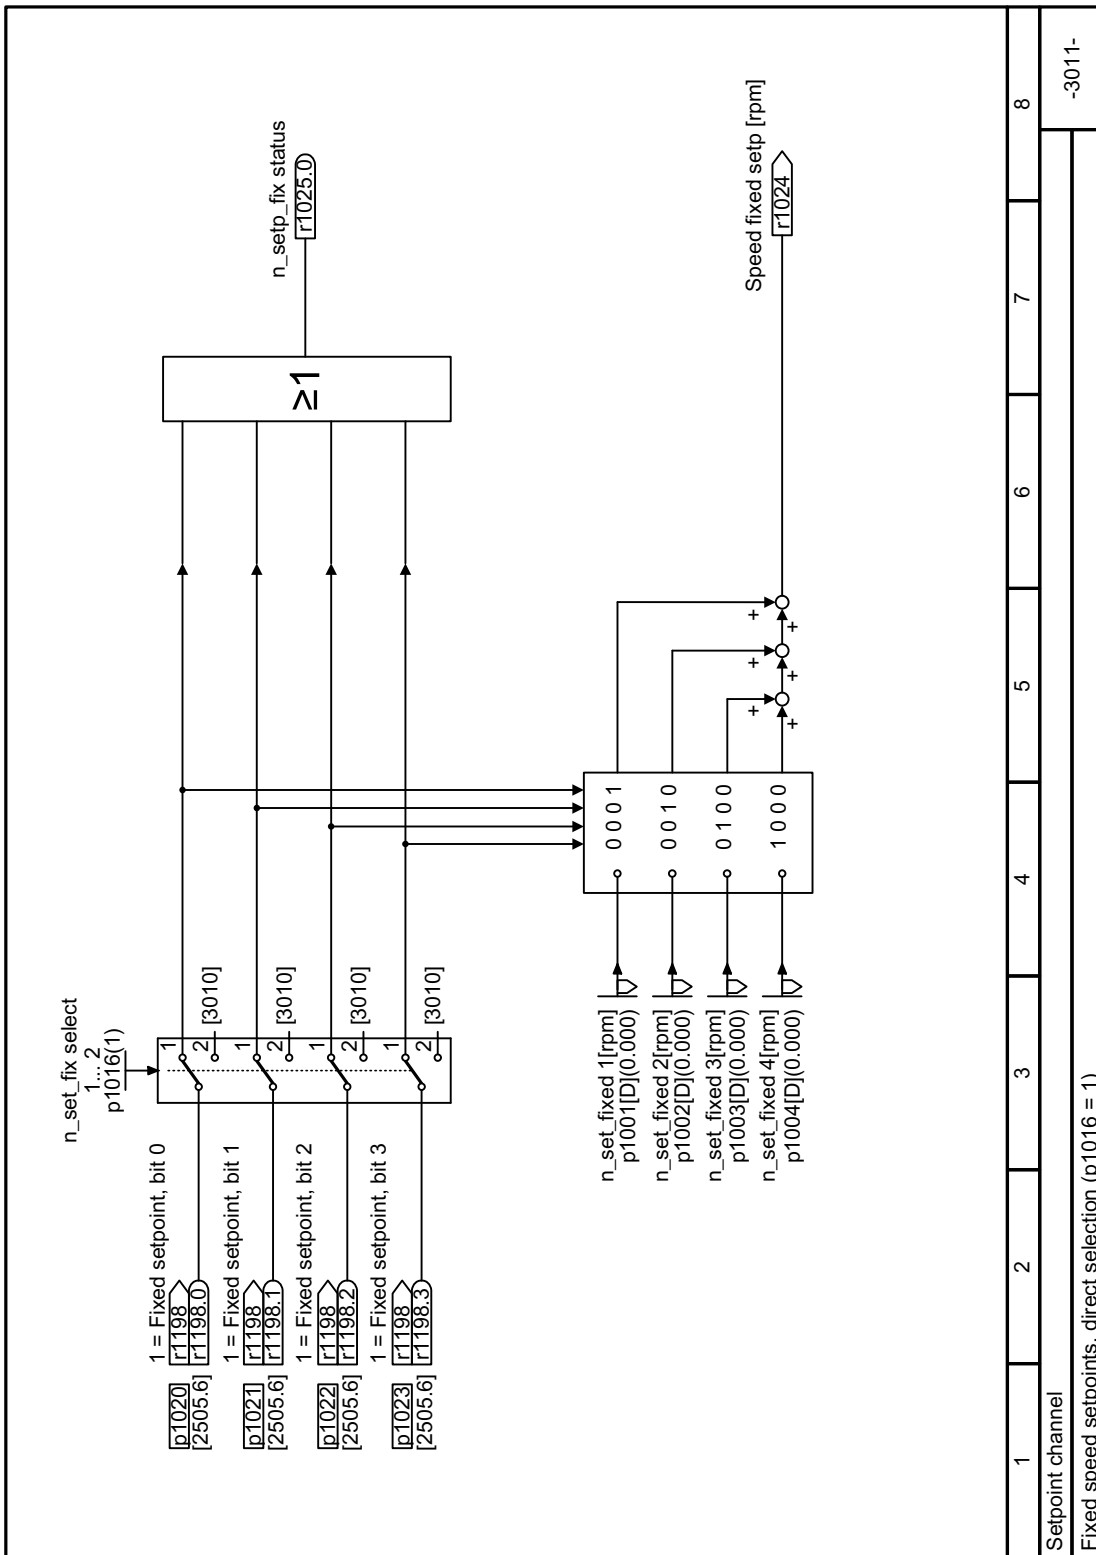 n_set_fix select
1... 2
p1016(1)
p1020
[2505.6]
1 = Fixed setpoint, bit 0
r1198
r1198.0
1
2
[3010]
p1021
[2505.6]
1 = Fixed setpoint, bit 1
r1198
r1198.1
1
2
[3010]
p1022
[2505.6]
1 = Fixed setpoint, bit 2
r1198
r1198.2
1
2
[3010]
p1023
[2505.6]
1 = Fixed setpoint, bit 3
r1198
r1198.3
1
2
[3010]
≥1
n_setp_fix status
r1025.0
n_set_fixed 1[rpm]
p1001[D](0.000)
0 0 0 1
n_set_fixed 2[rpm]
p1002[D](0.000)
0 0 1 0
n_set_fixed 3[rpm]
p1003[D](0.000)
0 1 0 0
n_set_fixed 4[rpm]
p1004[D](0.000)
1 0 0 0
+
+
+
+
+
+
Speed fixed setp [rpm]
r1024
1 2 3 4 5 6 7 8
Setpoint channel
-3011-
Fixed speed setpoints, direct selection (p1016 = 1)